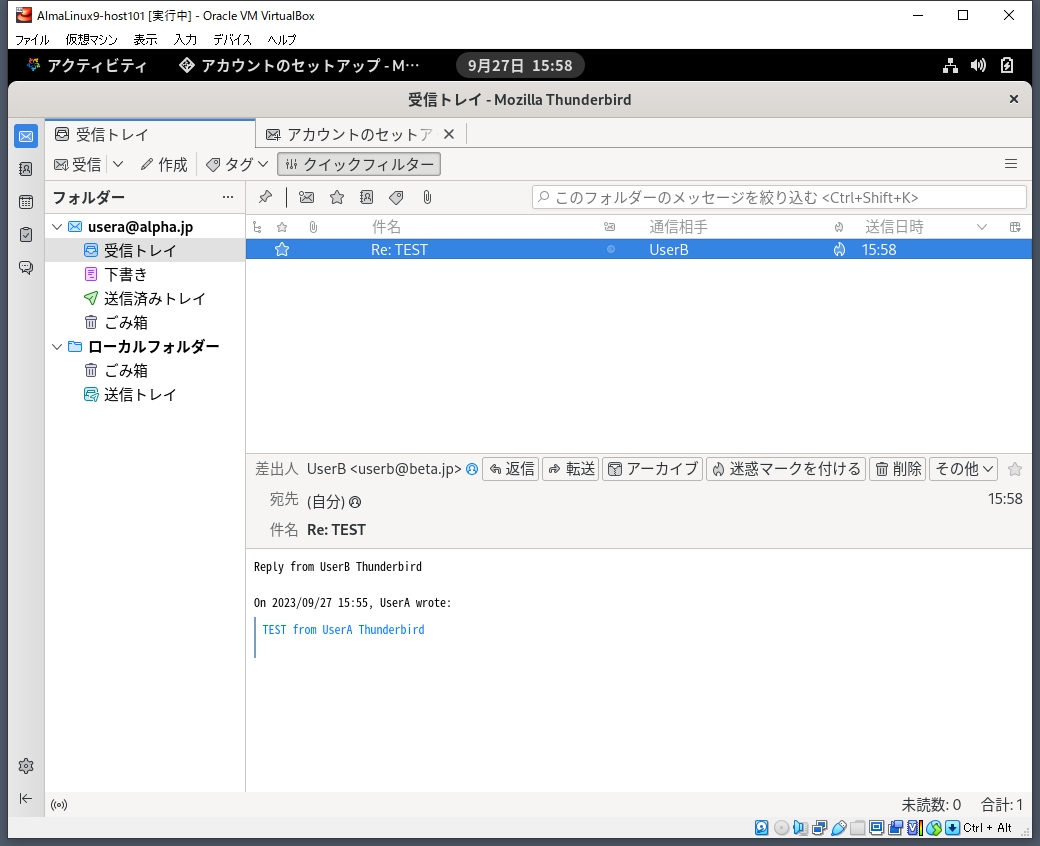 AlmaLinux9-host101 [実行中] - Oracle VM VirtualBox
ファイル 仮想マシン 表示 入力 デバイス ヘルプ
アクティビティ アカウントのセットアップ - M… 9月27日 15:58
受信トレイ - Mozilla Thunderbird
受信トレイ アカウントのセットア
受信 作成 タグ クイックフィルター
フォルダー
このフォルダーのメッセージを絞り込む <Ctrl+Shift+K>
usera@alpha.jp
件名 通信相手 送信日時
受信トレイ
Re: TEST UserB 15:58
下書き
送信済みトレイ
ごみ箱
ローカルフォルダー
ごみ箱
送信トレイ
差出人 UserB <userb@beta.jp> 返信 転送 アーカイブ 迷惑マークを付ける 削除 その他
宛先 (自分) 15:58
件名 Re: TEST
Reply from UserB Thunderbird
On 2023/09/27 15:55, UserA wrote:
TEST from UserA Thunderbird
未読数: 0 合計: 1
Ctrl + Alt